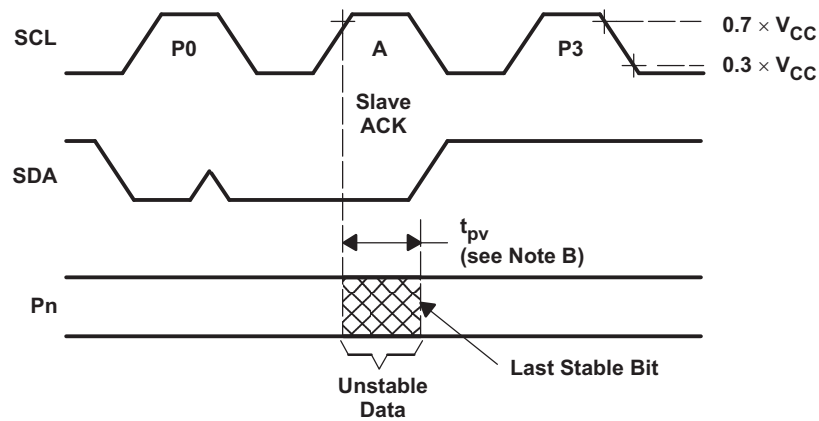 SCL
P0
A
P3
0.7 × VCC
0.3 × VCC
Slave
ACK
SDA
tpv
(see Note B)
Pn
Last Stable Bit
Unstable
Data